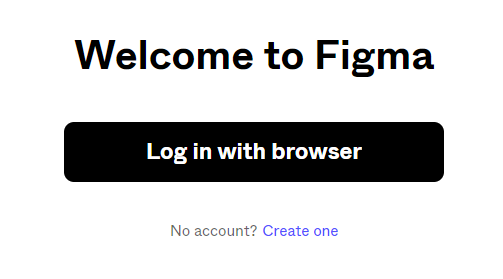 Welcome to Figma
Log in with browser
No account? Create one